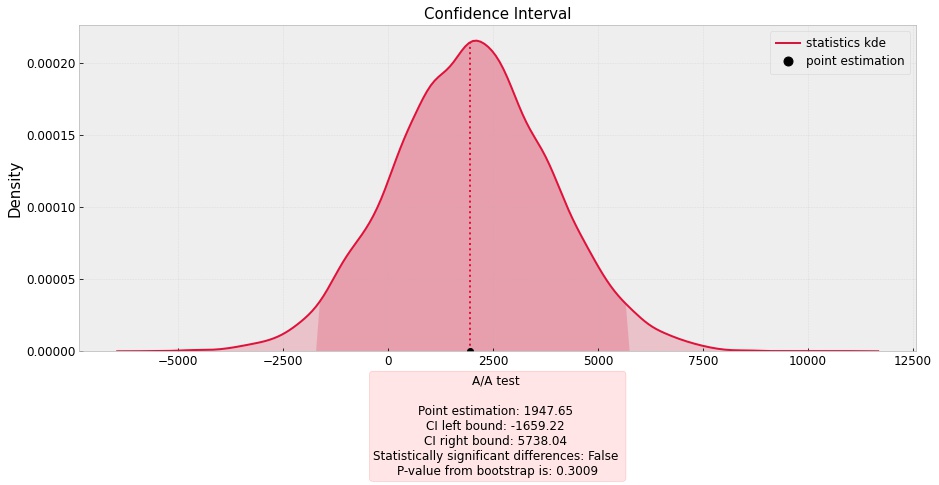 Confidence Interval
statistics kde
point estimation
Density
0.00020
0.00015
0.00010
0.00005
0.00000
−5000
−2500
0
2500
5000
7500
10000
12500
A/A test
Point estimation: 1947.65
CI left bound: -1659.22
CI right bound: 5738.04
Statistically significant differences: False
P-value from bootstrap is: 0.3009